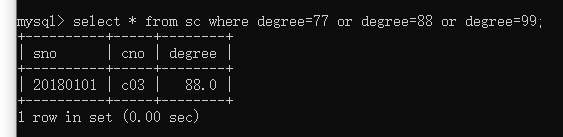 mysql> select * from sc where degree=77 or degree=88 or degree=99;
+----------+-----+--------+
| sno      | cno | degree |
+----------+-----+--------+
| 20180101 | c03 |   88.0 |
+----------+-----+--------+
1 row in set (0.00 sec)